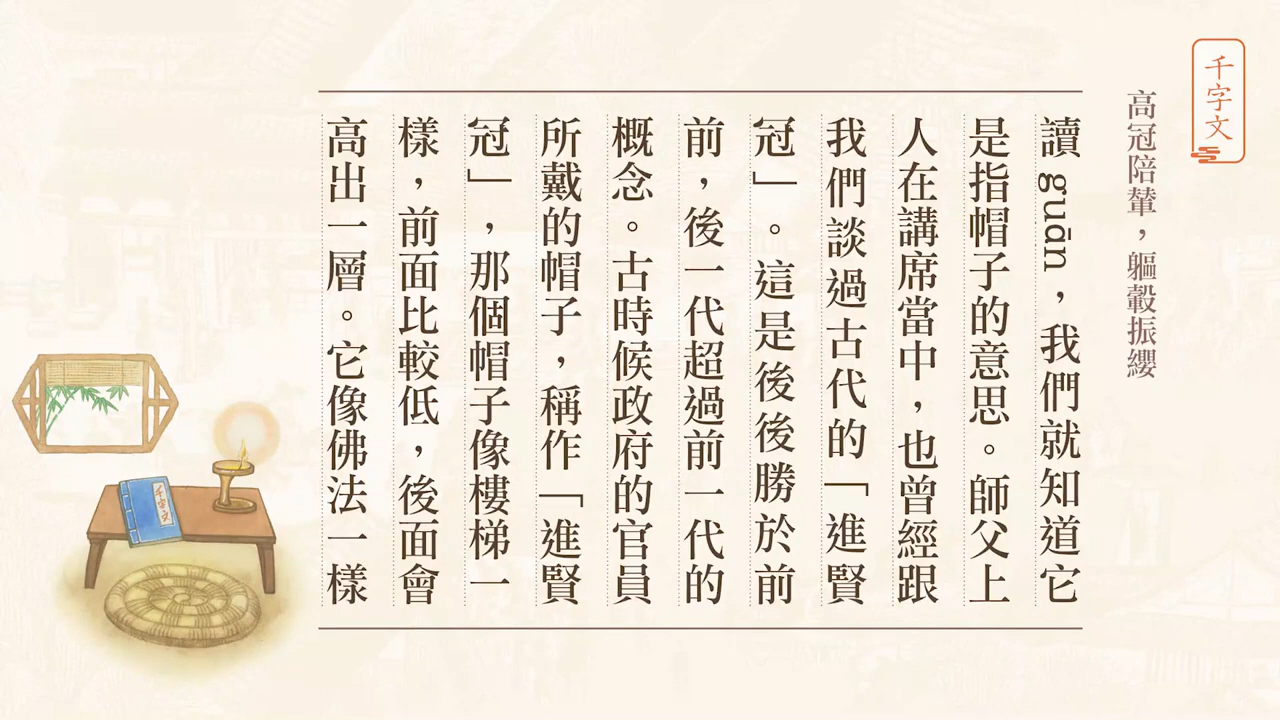 千字文
高冠陪輦，軀轂振纓
讀 guān，我們就知道它
是指帽子的意思。師父上
人在講席當中，也曾經跟
我們談過古代的「進賢
冠」。這是後後勝於前
前，後一代超過前一代的
概念。古時候政府的官員
所戴的帽子，稱作「進賢
冠」，那個帽子像樓梯一
樣，前面比較低，後面會
高出一層。它像佛法一樣
千字文